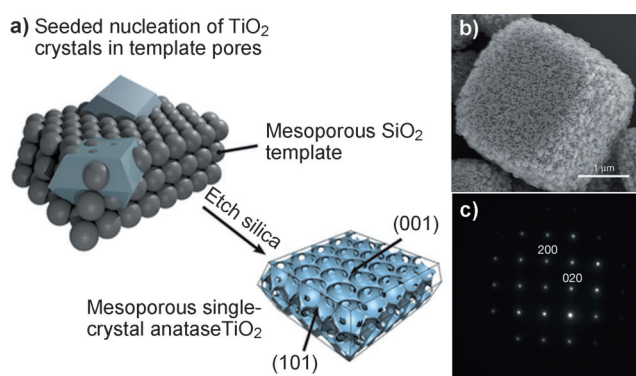 a) Seeded nucleation of TiO2
crystals in template pores
Mesoporous SiO2
template
Etch silica
(001)
Mesoporous single-
crystal anataseTiO2
(101)
b)
1 µm
c)
200
020